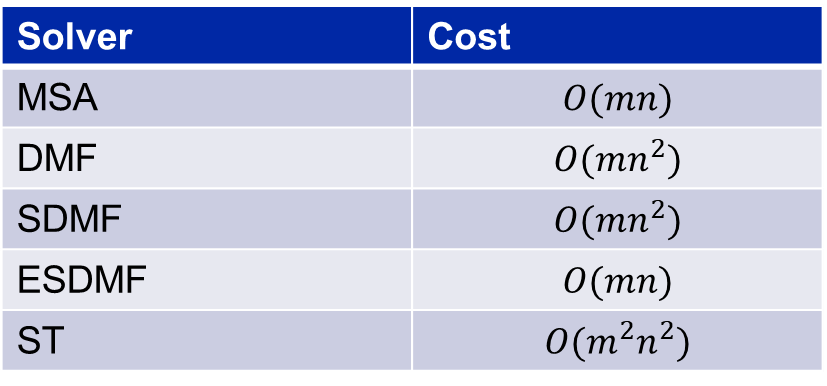 Solver Cost
MSA O(mn)
DMF O(mn²)
SDMF O(mn²)
ESDMF O(mn)
ST O(m²n²)